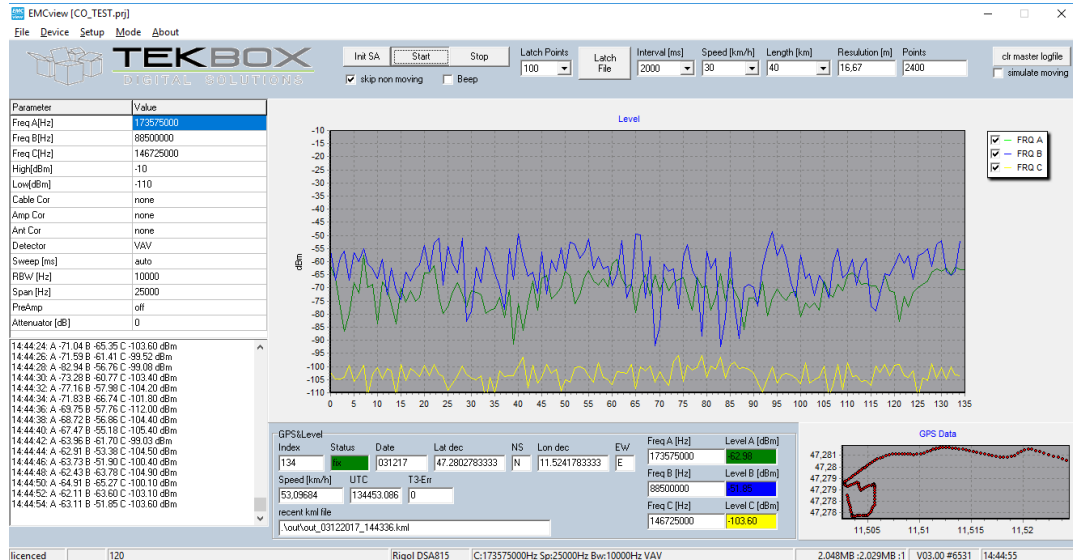 EMCview [CO_TEST.prj]
File Device Setup Mode About
TEKBOX
DIGITAL SOLUTIONS
Init SA Start Stop
skip non moving Beep
Latch Points
100
Latch File
Interval [ms] Speed [km/h] Length [km] Resulution [m] Points
2000 30 40 16,67 2400
clr master logfile
simulate moving
Parameter Value
Freq A[Hz] 173575000
Freq B[Hz] 88500000
Freq C[Hz] 146725000
High[dBm] -10
Low[dBm] -110
Cable Cor none
Amp Cor none
Ant Cor none
Detector VAV
Sweep [ms] auto
RBW [Hz] 10000
Span [Hz] 25000
PreAmp off
Attenuator [dB] 0
14:44:24: A -71.04 B -65.35 C -103.60 dBm
14:44:26: A -71.59 B -61.41 C -99.52 dBm
14:44:28: A -82.94 B -56.76 C -99.08 dBm
14:44:30: A -73.28 B -60.77 C -103.40 dBm
14:44:32: A -77.16 B -57.98 C -104.20 dBm
14:44:34: A -71.83 B -66.74 C -101.80 dBm
14:44:36: A -69.75 B -57.76 C -112.00 dBm
14:44:38: A -68.72 B -56.86 C -104.40 dBm
14:44:40: A -67.47 B -55.18 C -105.40 dBm
14:44:42: A -63.96 B -61.70 C -99.03 dBm
14:44:44: A -62.91 B -53.38 C -104.50 dBm
14:44:46: A -63.73 B -51.90 C -100.40 dBm
14:44:48: A -62.43 B -63.78 C -104.90 dBm
14:44:50: A -64.91 B -65.27 C -100.10 dBm
14:44:52: A -62.11 B -63.60 C -103.10 dBm
14:44:54: A -63.11 B -51.85 C -103.60 dBm
Level
dBm
-10
-15
-20
-25
-30
-35
-40
-45
-50
-55
-60
-65
-70
-75
-80
-85
-90
-95
-100
-105
-110
0 5 10 15 20 25 30 35 40 45 50 55 60 65 70 75 80 85 90 95 100 105 110 115 120 125 130 135
FRQ A
FRQ B
FRQ C
GPS&Level
Index Status Date Lat dec NS Lon dec EW
134 fix 031217 47.2802783333 N 11.5241783333 E
Speed [km/h] UTC T3-Err
53,09684 134453.086 0
recent kml file
.\out\out_03122017_144336.kml
Freq A [Hz] Level A [dBm]
173575000 -62.98
Freq B [Hz] Level B [dBm]
88500000 -51.85
Freq C [Hz] Level C [dBm]
146725000 -103.60
GPS Data
47,281
47,28
47,279
47,279
47,278
47,278
11,505 11,51 11,515 11,52
licenced 120 Rigol DSA815 C:173575000Hz Sp:25000Hz Bw:10000Hz VAV 2.048MB :2.029MB :1 V03.00 #6531 14:44:55